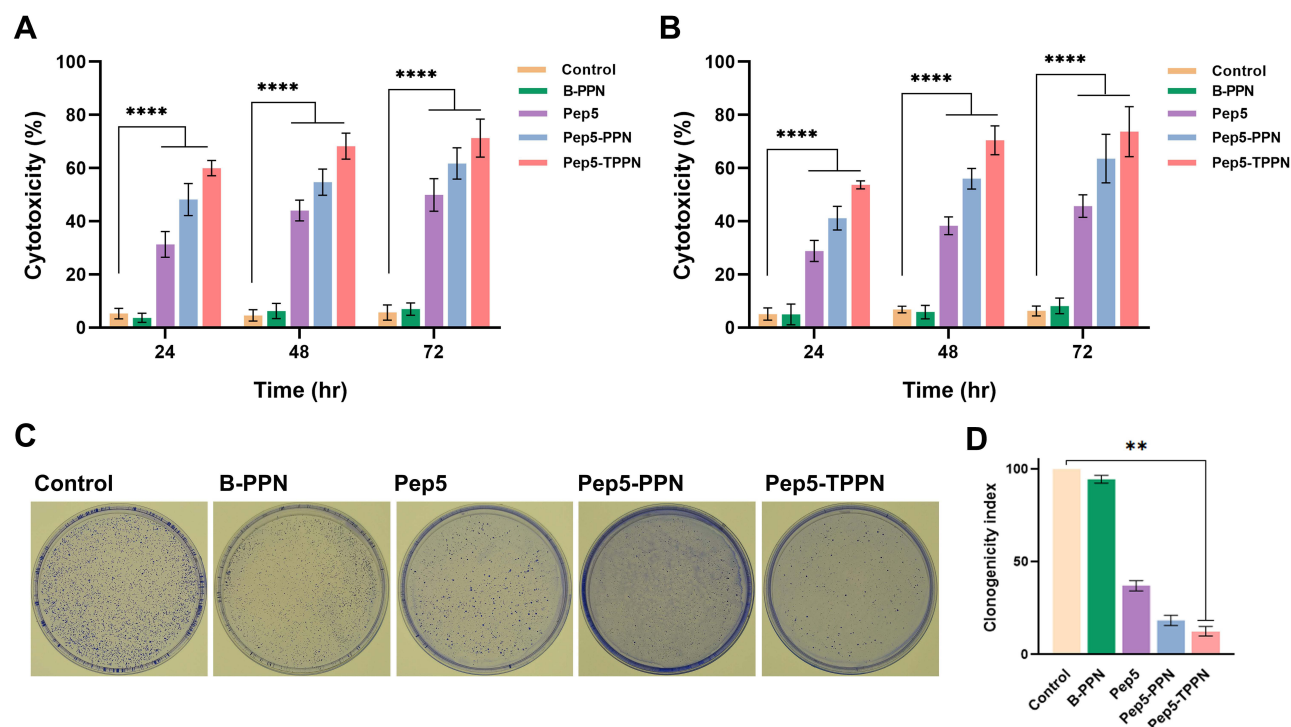 A
B
100
80
60
40
20
0
Cytotoxicity (%)
****
****
****
24
48
72
Time (hr)
Control
B-PPN
Pep5
Pep5-PPN
Pep5-TPPN
100
80
60
40
20
0
Cytotoxicity (%)
****
****
****
24
48
72
Time (hr)
Control
B-PPN
Pep5
Pep5-PPN
Pep5-TPPN
C
Control
B-PPN
Pep5
Pep5-PPN
Pep5-TPPN
D
**
100
50
0
Clonogenicity index
Control
B-PPN
Pep5
Pep5-PPN
Pep5-TPPN